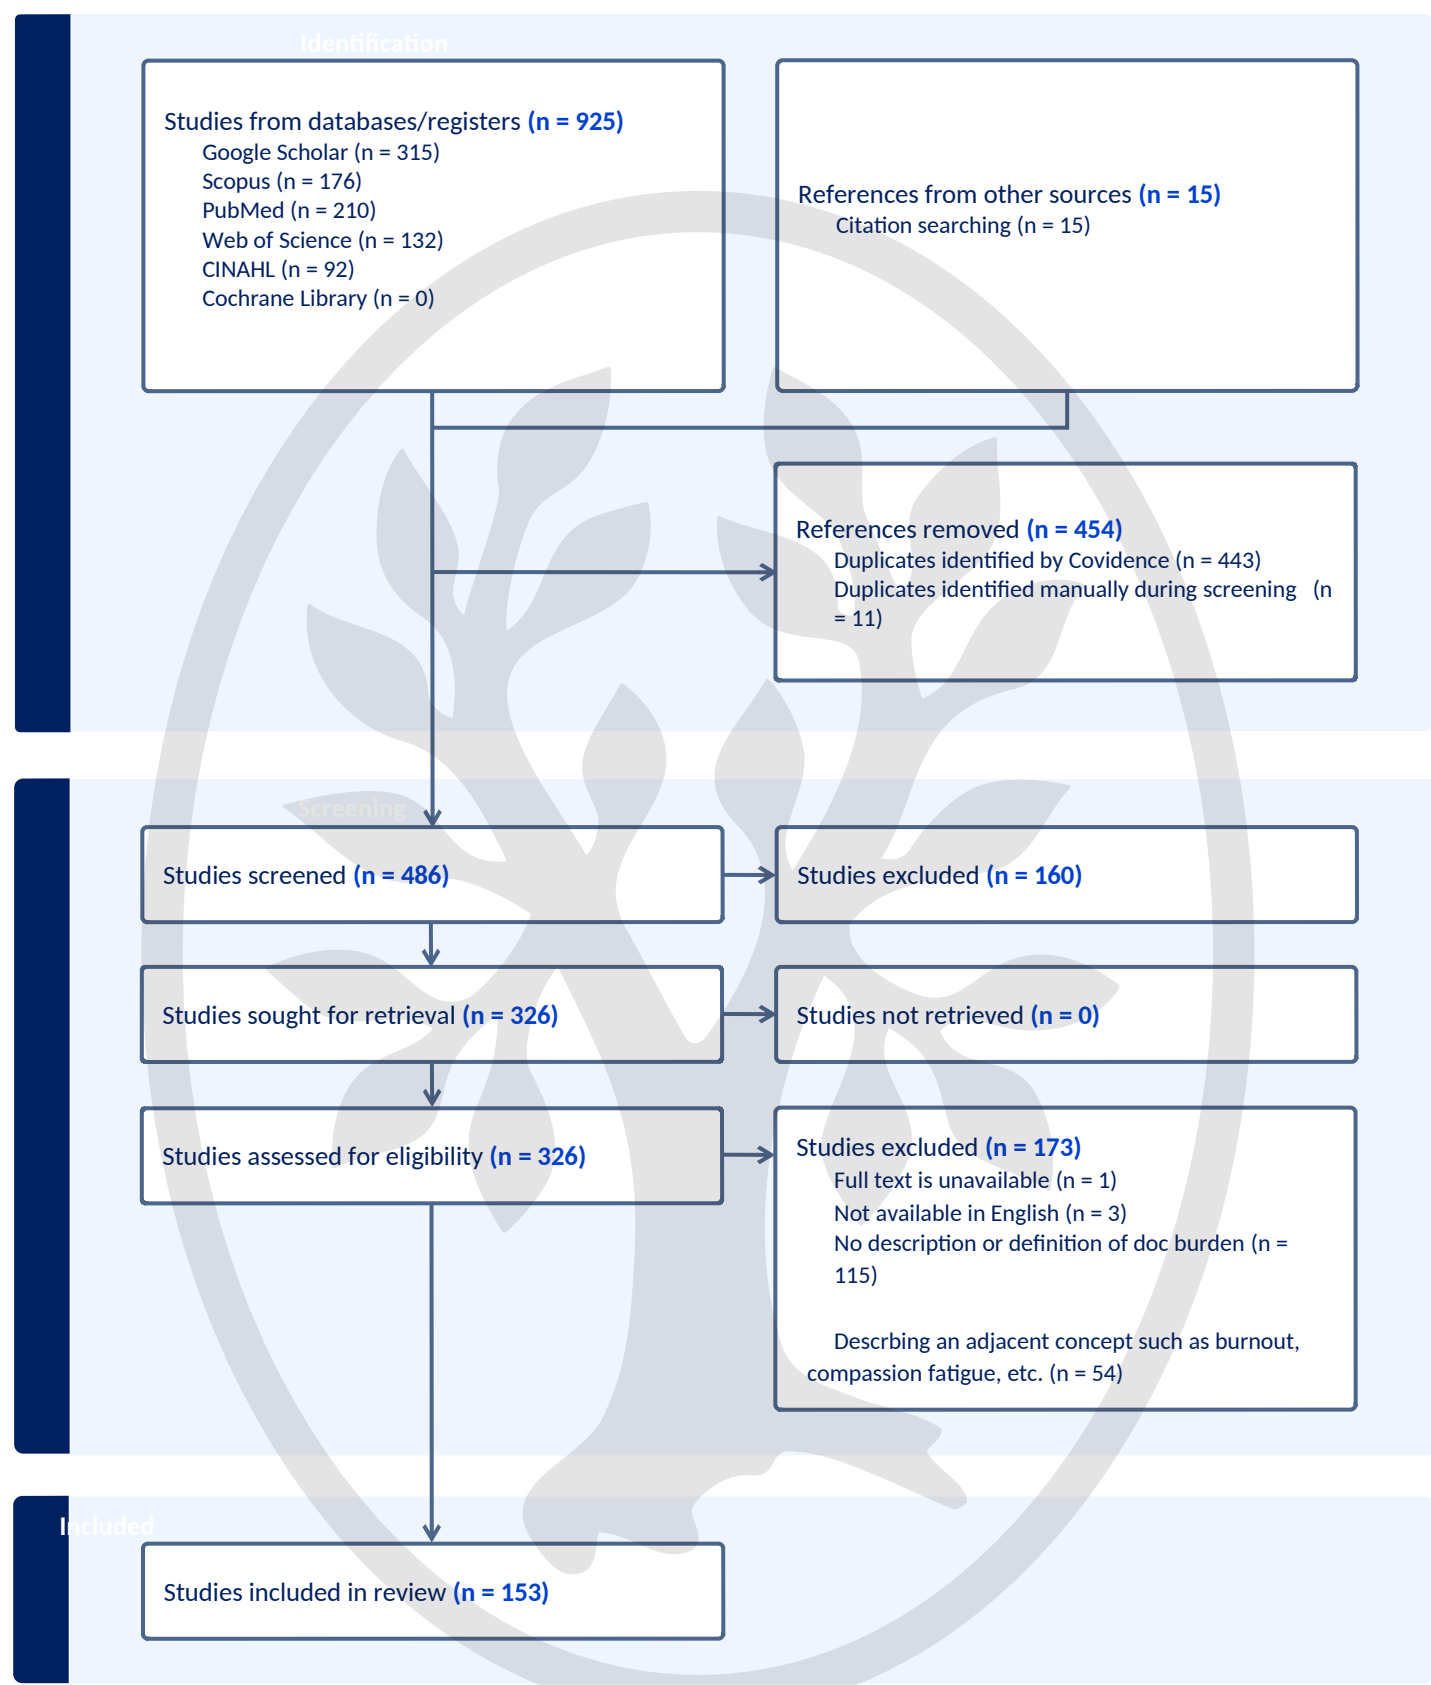 Identification
Studies from databases/registers (n = 925)
Google Scholar (n = 315)
Scopus (n = 176)
PubMed (n = 210)
Web of Science (n = 132)
CINAHL (n = 92)
Cochrane Library (n = 0)
References from other sources (n = 15)
Citation searching (n = 15)
References removed (n = 454)
Duplicates identified by Covidence (n = 443)
Duplicates identified manually during screening (n
= 11)
Screening
Studies screened (n = 486)
Studies excluded (n = 160)
Studies sought for retrieval (n = 326)
Studies not retrieved (n = 0)
Studies assessed for eligibility (n = 326)
Studies excluded (n = 173)
Full text is unavailable (n = 1)
Not available in English (n = 3)
No description or definition of doc burden (n =
115)
Descrbing an adjacent concept such as burnout,
compassion fatigue, etc. (n = 54)
Included
Studies included in review (n = 153)